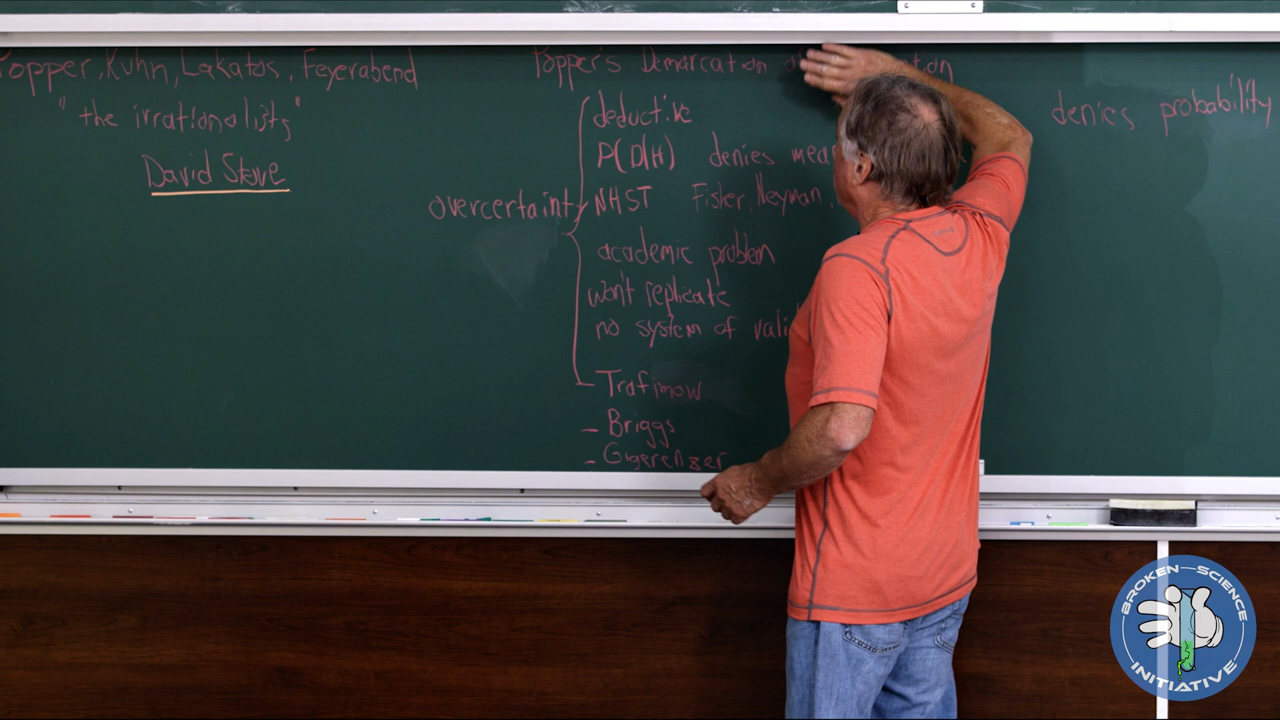 Popper, Kuhn, Lakatos, Feyerabend
"the irrationalists"
David Stove
overcertainty
Popper's Demarcation
deductive
P(D|H) denies
NHST Fisher, Neyman,
academic problem
won't replicate
no system of
- Trafimow
- Briggs
- Gigerenzer
denies probability
BROKEN—SCIENCE
INITIATIVE